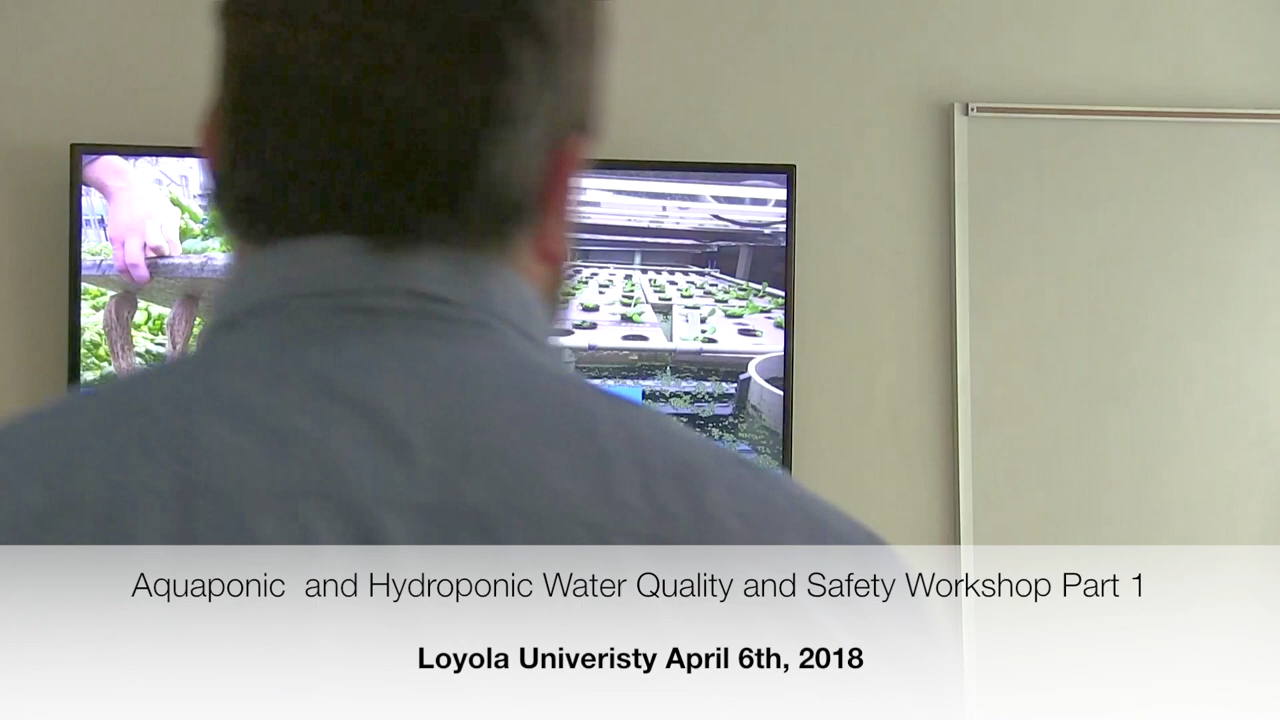 Aquaponic  and Hydroponic Water Quality and Safety Workshop Part 1
Loyola Univeristy April 6th, 2018